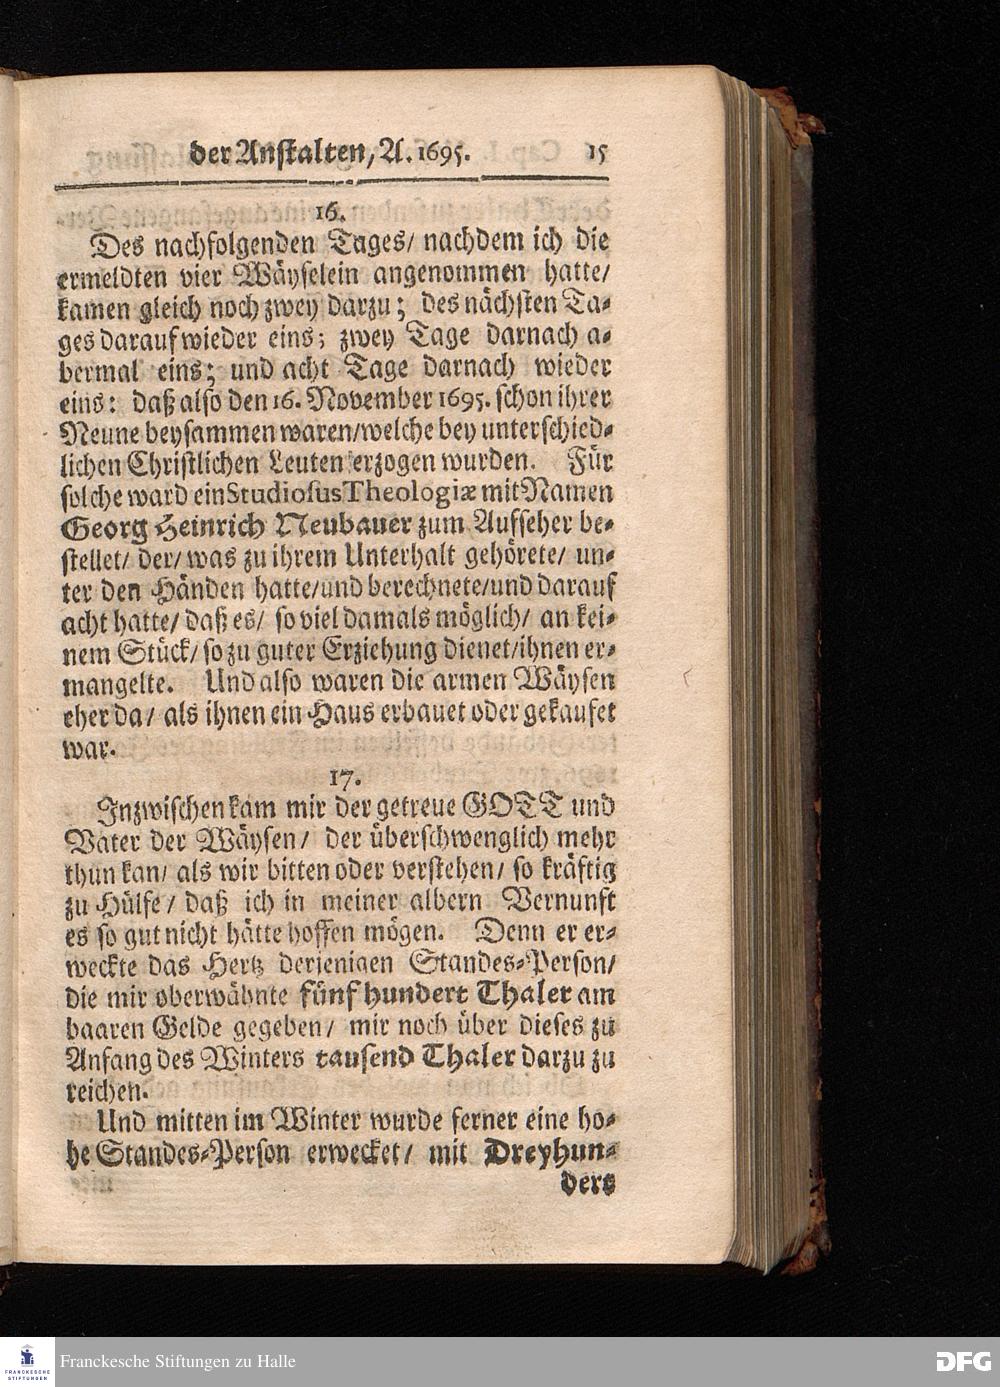 der Anstalten, A. 1695. 15
16.
Des nachfolgenden Tages/ nachdem ich die
ermeldten vier Wäyselein angenommen hatte/
kamen gleich noch zwey darzu; des nächsten Ta-
ges darauf wieder eins; zwey Tage darnach a-
bermal eins; und acht Tage darnach wieder
eins: daß also den 16. November 1695. schon ihrer
Neune beysammen waren/welche bey unterschied-
lichen Christlichen Leuten erzogen wurden. Für
solche ward ein Studiosus Theologiæ mit Namen
Georg Heinrich Neubauer zum Aufseher be-
stellet/ der/ was zu ihrem Unterhalt gehörete/ un-
ter den Händen hatte/und berechnete/und darauf
acht hatte/ daß es/ so viel damals möglich/ an kei-
nem Stück/ so zu guter Erziehung dienet/ihnen er-
mangelte. Und also waren die armen Wäysen
eher da/ als ihnen ein Haus erbauet oder gekaufet
war.
17.
Inzwischen kam mir der getreue GOTT und
Vater der Wäysen/ der überschwenglich mehr
thun kan/ als wir bitten oder verstehen/ so kräftig
zu Hülfe/ daß ich in meiner albern Vernunft
es so gut nicht hätte hoffen mögen. Denn er er-
weckte das Hertz derjenigen Standes-Person/
die mir oberwähnte fünf hundert Thaler am
baaren Gelde gegeben/ mir noch über dieses zu
Anfang des Winters tausend Thaler darzu zu
reichen.
Und mitten im Winter wurde ferner eine ho-
he Standes-Person erwecket/ mit Dreyhun-
dert
FRANCKESCHE
STIFTUNGEN
Franckesche Stiftungen zu Halle
DFG